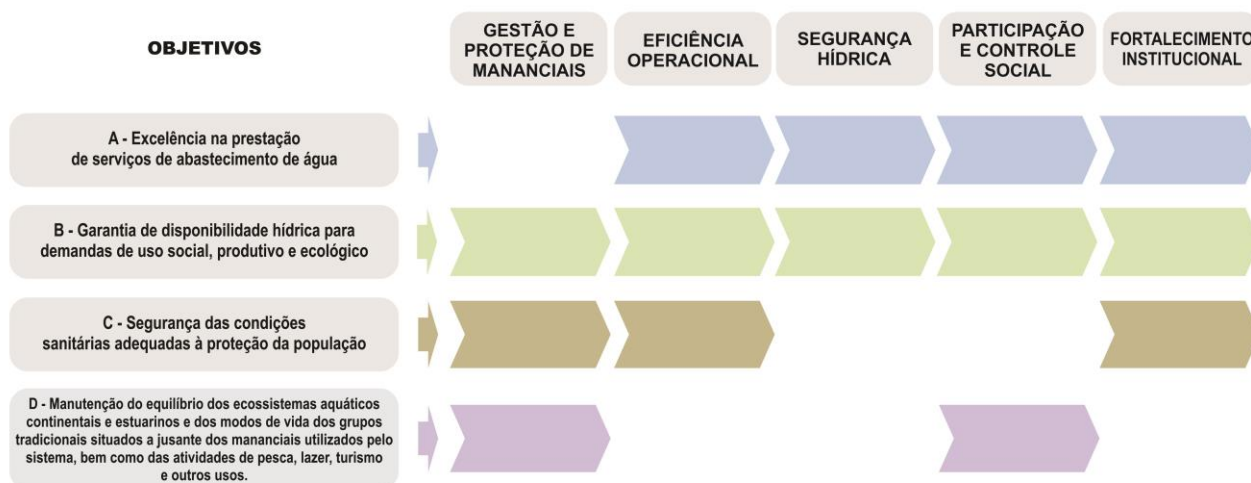 OBJETIVOS
GESTÃO E
PROTEÇÃO DE
MANANCIAIS
EFICIÊNCIA
OPERACIONAL
SEGURANÇA
HÍDRICA
PARTICIPAÇÃO
E CONTROLE
SOCIAL
FORTALECIMENTO
INSTITUCIONAL
A - Excelência na prestação
de serviços de abastecimento de água
B - Garantia de disponibilidade hídrica para
demandas de uso social, produtivo e ecológico
C - Segurança das condições
sanitárias adequadas à proteção da população
D - Manutenção do equilíbrio dos ecossistemas aquáticos
continentais e estuarinos e dos modos de vida dos grupos
tradicionais situados a jusante dos mananciais utilizados pelo
sistema, bem como das atividades de pesca, lazer, turismo
e outros usos.